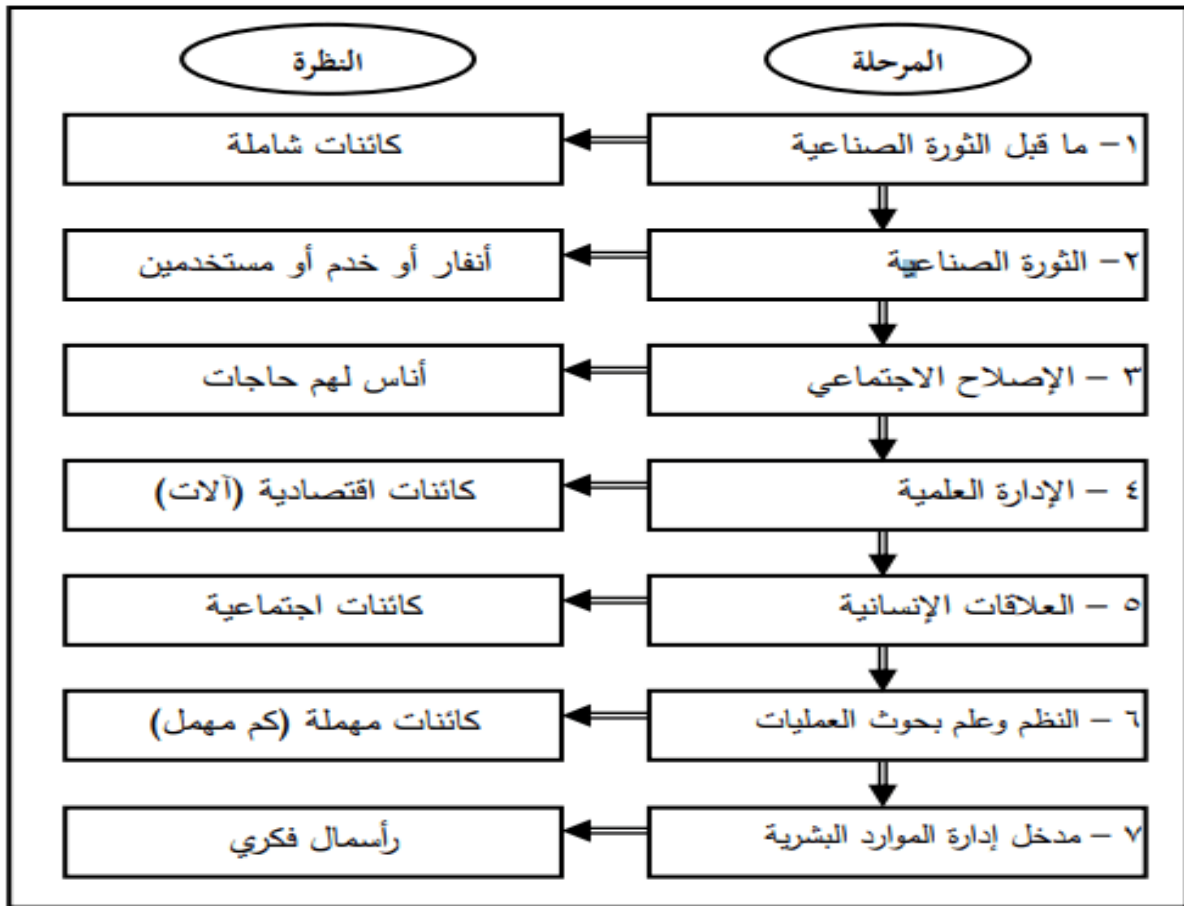 المرحلة
النظرة
١- ما قبل الثورة الصناعية
كائنات شاملة
٢- الثورة الصناعية
أنفار أو خدم أو مستخدمين
٣ - الإصلاح الاجتماعي
أناس لهم حاجات
٤ - الإدارة العلمية
كائنات اقتصادية (آلات)
٥ - العلاقات الإنسانية
كائنات اجتماعية
٦ - النظم وعلم بحوث العمليات
كائنات مهملة (كم مهمل)
٧ - مدخل إدارة الموارد البشرية
رأسمال فكري